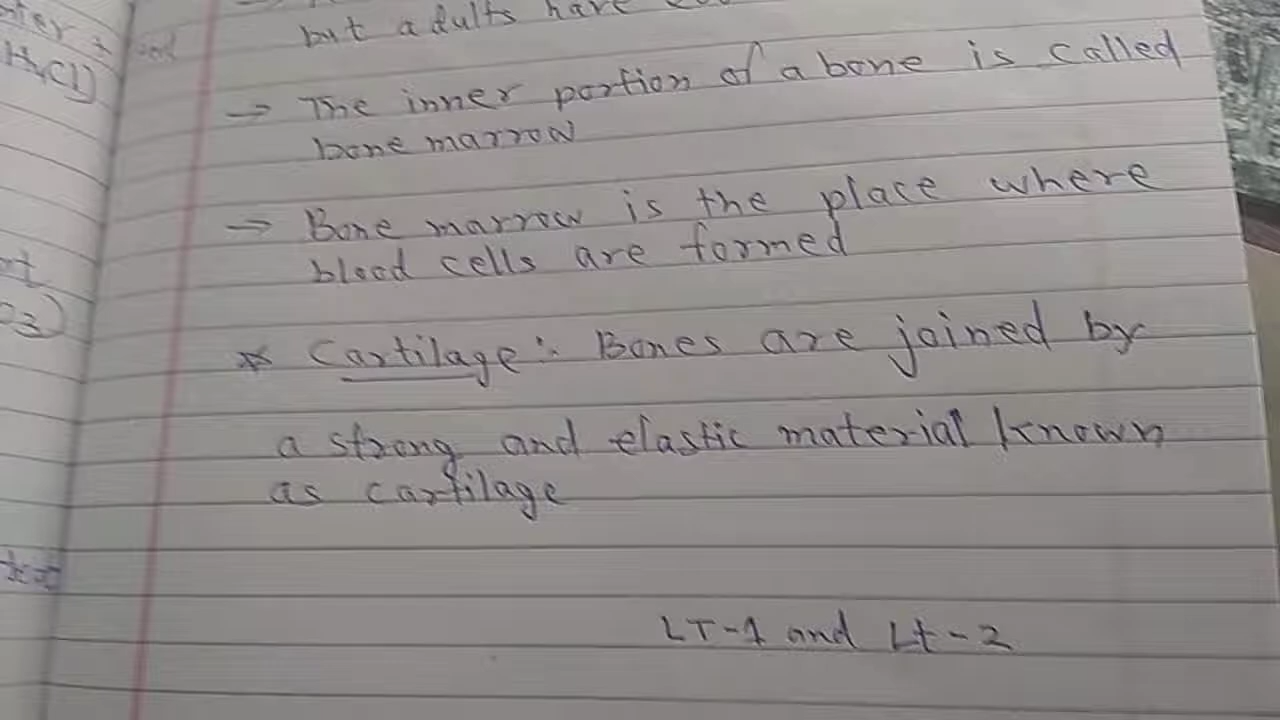 but adults have
→ The inner portion of a bone is called
bone marrow
→ Bone marrow is the place where
blood cells are formed
* Cartilage: Bones are joined by
a strong and elastic material known
as cartilage
LT-1 and Lt-2